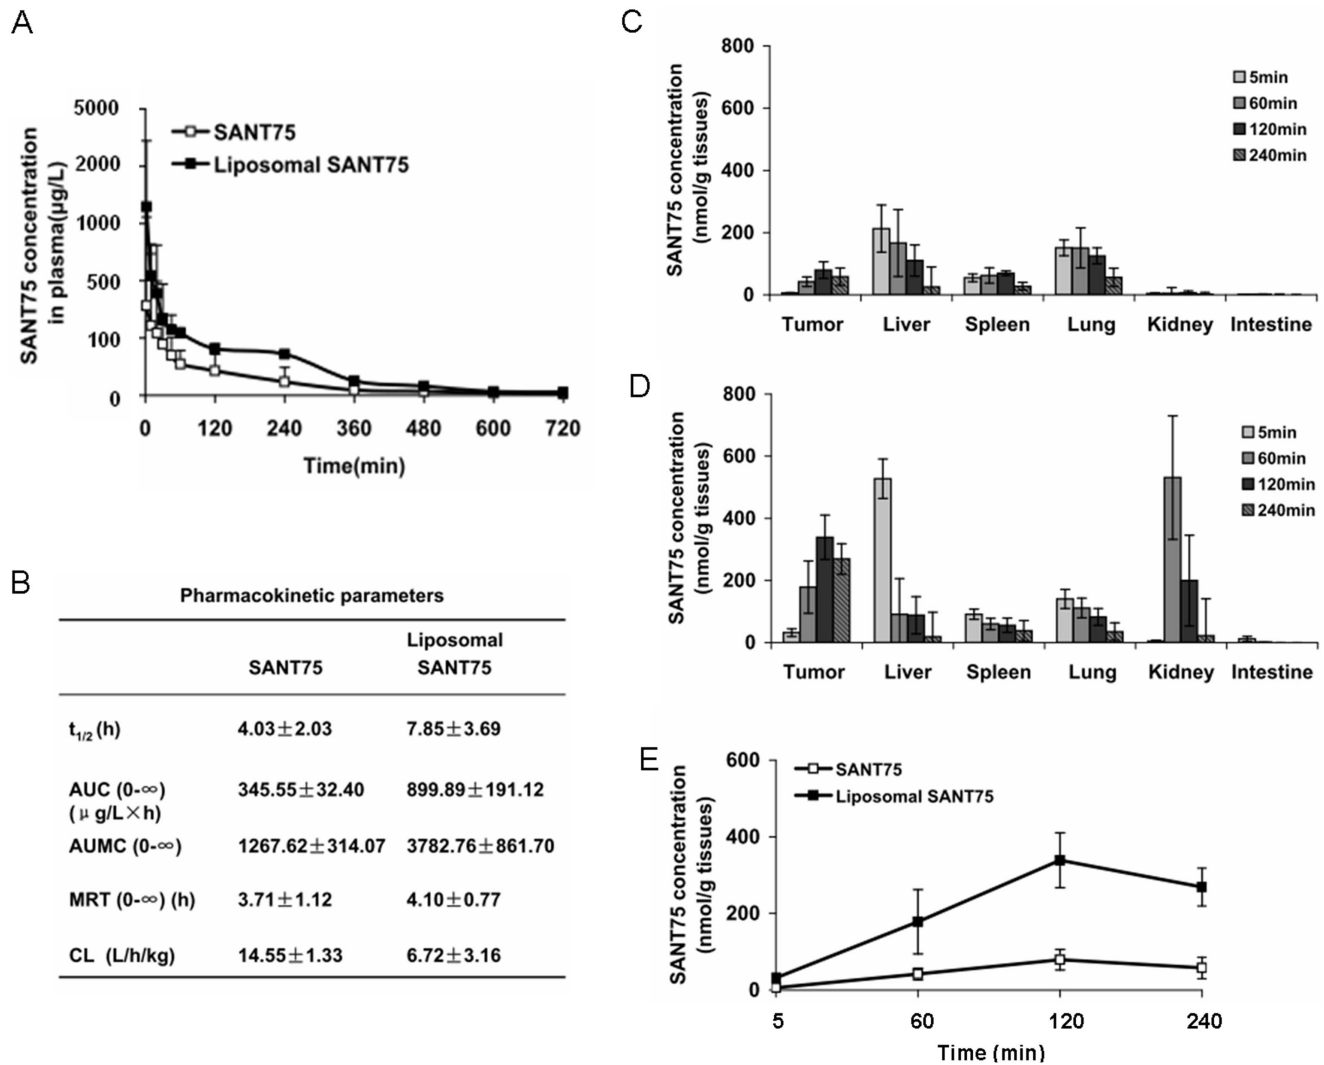 A
SANT75 concentration
in plasma(μg/L)
5000
2000
1000
500
100
0
SANT75
Liposomal SANT75
0 120 240 360 480 600 720
Time(min)
B
Pharmacokinetic parameters
SANT75 Liposomal SANT75
t1/2 (h) 4.03±2.03 7.85±3.69
AUC (0-∞) 345.55±32.40 899.89±191.12
(μ g/L×h)
AUMC (0-∞) 1267.62±314.07 3782.76±861.70
MRT (0-∞) (h) 3.71±1.12 4.10±0.77
CL (L/h/kg) 14.55±1.33 6.72±3.16
C
SANT75 concentration
(nmol/g tissues)
800
600
400
200
0
5min
60min
120min
240min
Tumor Liver Spleen Lung Kidney Intestine
D
SANT75 concentration
(nmol/g tissues)
800
600
400
200
0
5min
60min
120min
240min
Tumor Liver Spleen Lung Kidney Intestine
E
SANT75 concentration
(nmol/g tissues)
600
400
200
0
SANT75
Liposomal SANT75
5 60 120 240
Time (min)